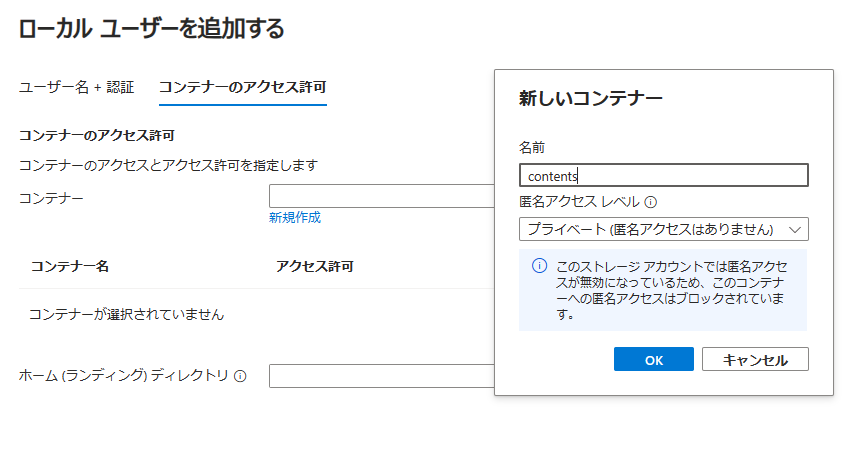 ローカル ユーザーを追加する
ユーザー名 + 認証 コンテナーのアクセス許可
コンテナーのアクセス許可
コンテナーのアクセスとアクセス許可を指定します
コンテナー
新規作成
コンテナー名 アクセス許可
コンテナーが選択されていません
ホーム (ランディング) ディレクトリ
新しいコンテナー
名前
contents
匿名アクセス レベル
プライベート (匿名アクセスはありません)
このストレージ アカウントでは匿名アクセ
スが無効になっているため、このコンテナ
ーへの匿名アクセスはブロックされていま
す。
OK キャンセル